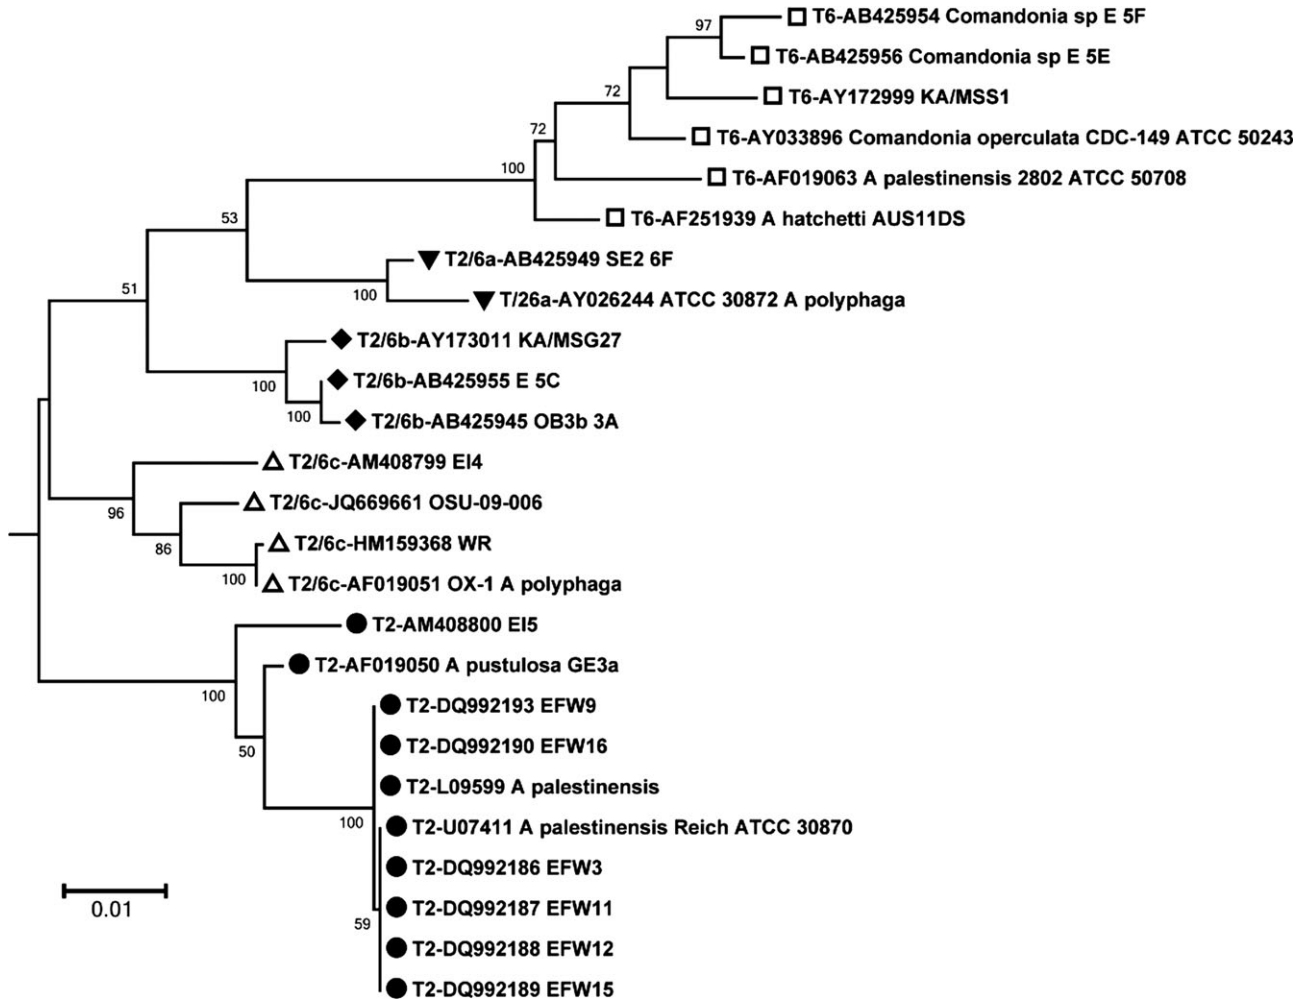 97
T6-AB425954 Comandonia sp E 5F
T6-AB425956 Comandonia sp E 5E
72
T6-AY172999 KA/MSS1
72
T6-AY033896 Comandonia operculata CDC-149 ATCC 50243
100
T6-AF019063 A palestinensis 2802 ATCC 50708
53
T6-AF251939 A hatchetti AUS11DS
T2/6a-AB425949 SE2 6F
51
100
T/26a-AY026244 ATCC 30872 A polyphaga
T2/6b-AY173011 KA/MSG27
100
T2/6b-AB425955 E 5C
100
T2/6b-AB425945 OB3b 3A
T2/6c-AM408799 EI4
96
T2/6c-JQ669661 OSU-09-006
86
T2/6c-HM159368 WR
100
T2/6c-AF019051 OX-1 A polyphaga
T2-AM408800 EI5
T2-AF019050 A pustulosa GE3a
100
T2-DQ992193 EFW9
50
T2-DQ992190 EFW16
T2-L09599 A palestinensis
100
T2-U07411 A palestinensis Reich ATCC 30870
T2-DQ992186 EFW3
0.01
T2-DQ992187 EFW11
59
T2-DQ992188 EFW12
T2-DQ992189 EFW15